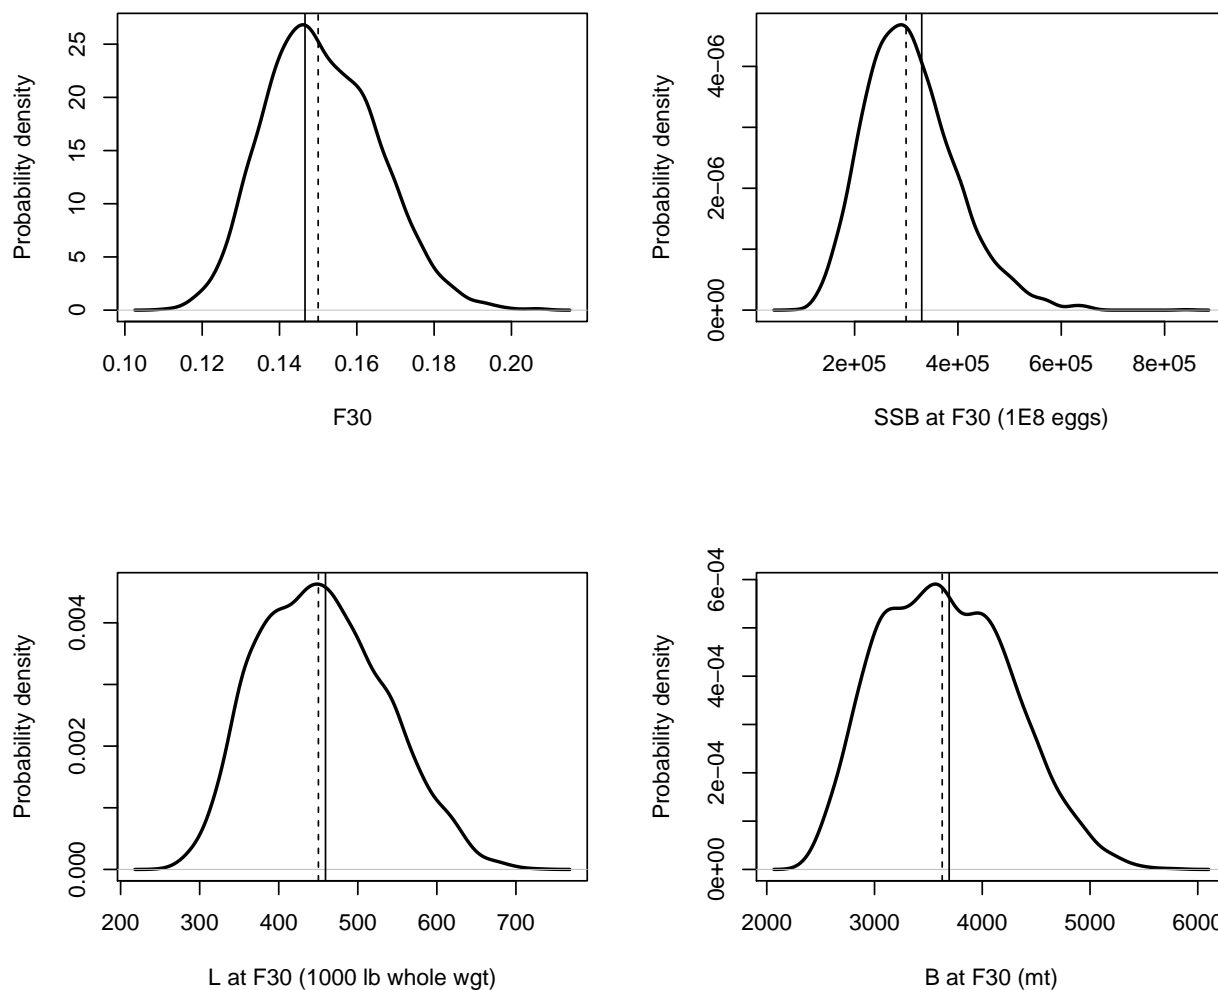 Probability density
25
20
15
10
5
0
0.10 0.12 0.14 0.16 0.18 0.20
F30
Probability density
4e−06
2e−06
0e+00
2e+05 4e+05 6e+05 8e+05
SSB at F30 (1E8 eggs)
Probability density
0.004
0.002
0.000
200 300 400 500 600 700
L at F30 (1000 lb whole wgt)
Probability density
6e−04
4e−04
2e−04
0e+00
2000 3000 4000 5000 6000
B at F30 (mt)